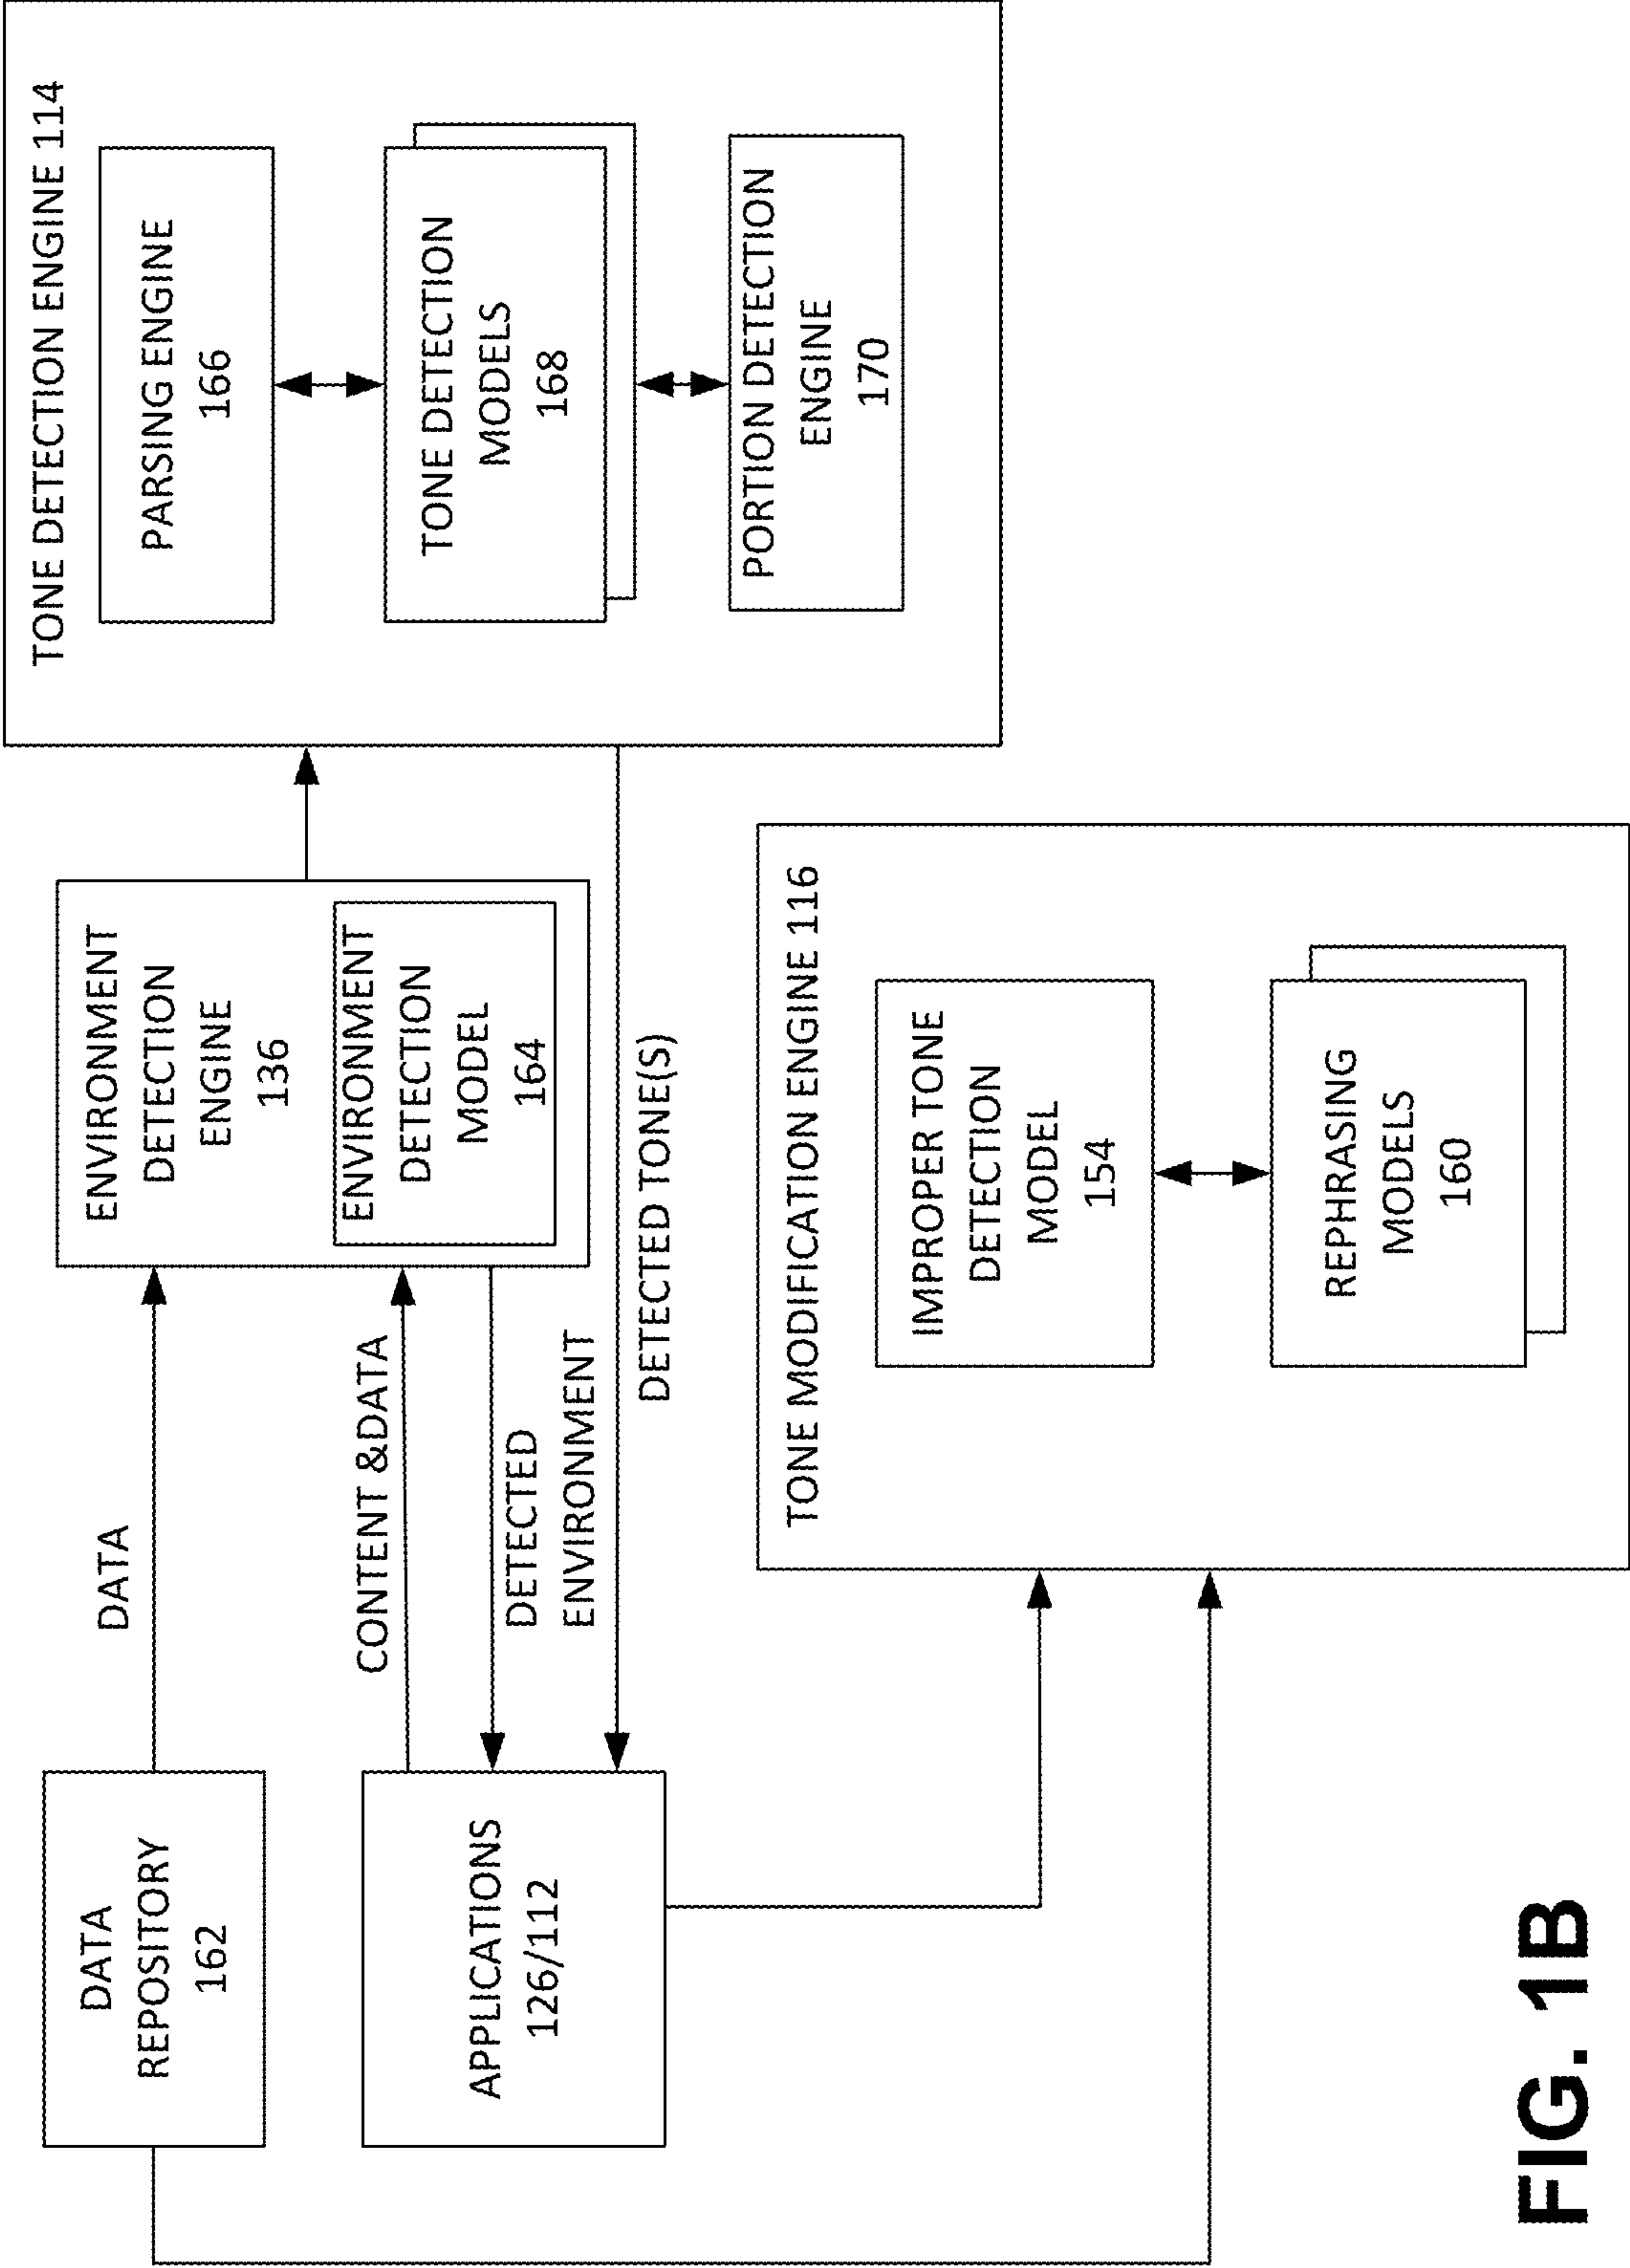 DATA
REPOSITORY
162
DATA
ENVIRONMENT
DETECTION
ENGINE
136
ENVIRONMENT
DETECTION
MODEL
164
TONE DETECTION ENGINE 114
PARSING ENGINE
166
TONE DETECTION
MODELS
168
PORTION DETECTION
ENGINE
170
APPLICATIONS
126/112
CONTENT &DATA
DETECTED
ENVIRONMENT
DETECTED TONE(S)
TONE MODIFICATION ENGINE 116
IMPROPER TONE
DETECTION
MODEL
154
REPHRASING
MODELS
160
FIG. 1B